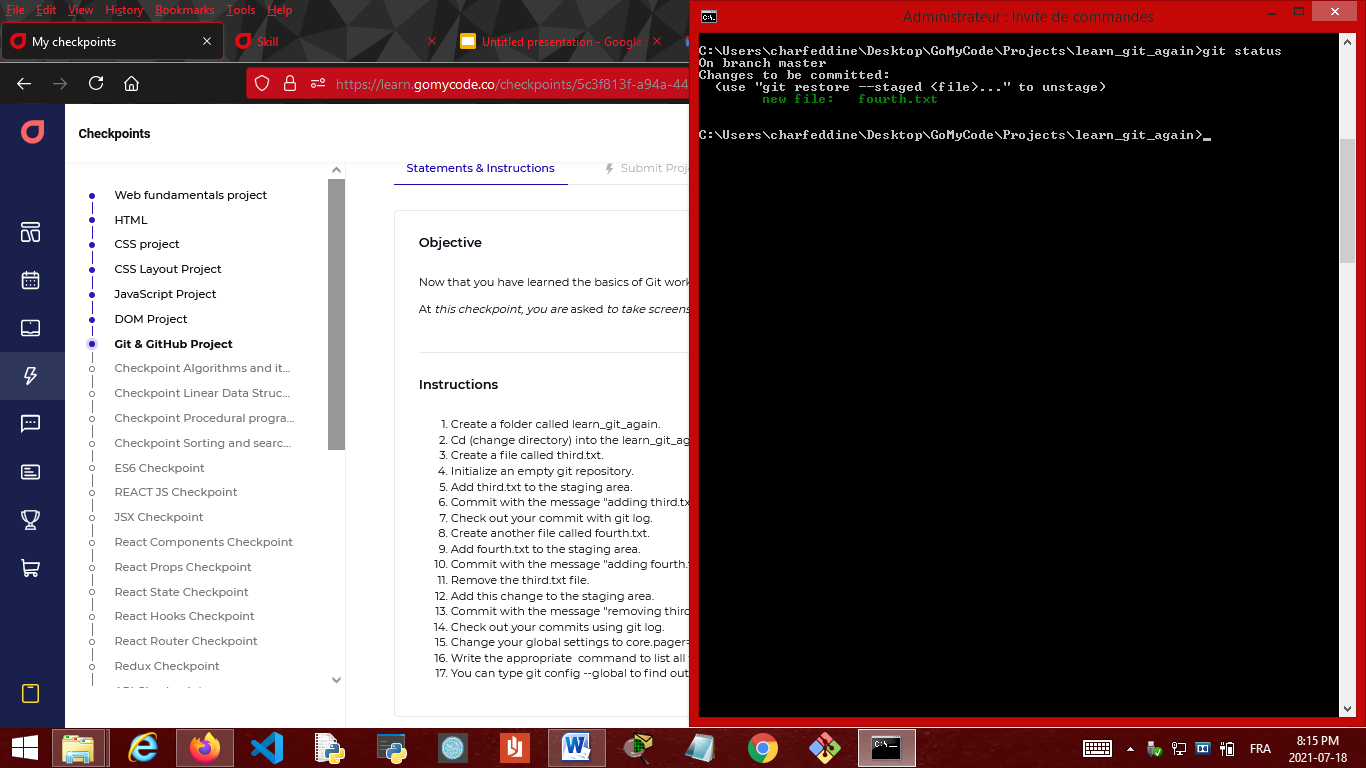 File Edit View History Bookmarks Tools Help
My checkpoints
Skill
Untitled presentation - Google
https://learn.gomycode.co/checkpoints/5c3f813f-a94a-44
Checkpoints
Web fundamentals project
HTML
CSS project
CSS Layout Project
JavaScript Project
DOM Project
Git & GitHub Project
Checkpoint Algorithms and it...
Checkpoint Linear Data Struc...
Checkpoint Procedural progra...
Checkpoint Sorting and searc...
ES6 Checkpoint
REACT JS Checkpoint
JSX Checkpoint
React Components Checkpoint
React Props Checkpoint
React State Checkpoint
React Hooks Checkpoint
React Router Checkpoint
Redux Checkpoint
Statements & Instructions
Submit Proj
Objective
Now that you have learned the basics of Git work
At this checkpoint, you are asked to take screens
Instructions
1. Create a folder called learn_git_again.
2. Cd (change directory) into the learn_git_ag
3. Create a file called third.txt.
4. Initialize an empty git repository.
5. Add third.txt to the staging area.
6. Commit with the message "adding third.tx
7. Check out your commit with git log.
8. Create another file called fourth.txt.
9. Add fourth.txt to the staging area.
10. Commit with the message "adding fourth.
11. Remove the third.txt file.
12. Add this change to the staging area.
13. Commit with the message "removing third
14. Check out your commits using git log.
15. Change your global settings to core.pager=
16. Write the appropriate command to list all
17. You can type git config --global to find out
Administrateur : Invite de commandes
C:\Users\charfeddine\Desktop\GoMyCode\Projects\learn_git_again>git status
On branch master
Changes to be committed:
(use "git restore --staged <file>..." to unstage)
new file: fourth.txt
C:\Users\charfeddine\Desktop\GoMyCode\Projects\learn_git_again>
FRA
8:15 PM
2021-07-18